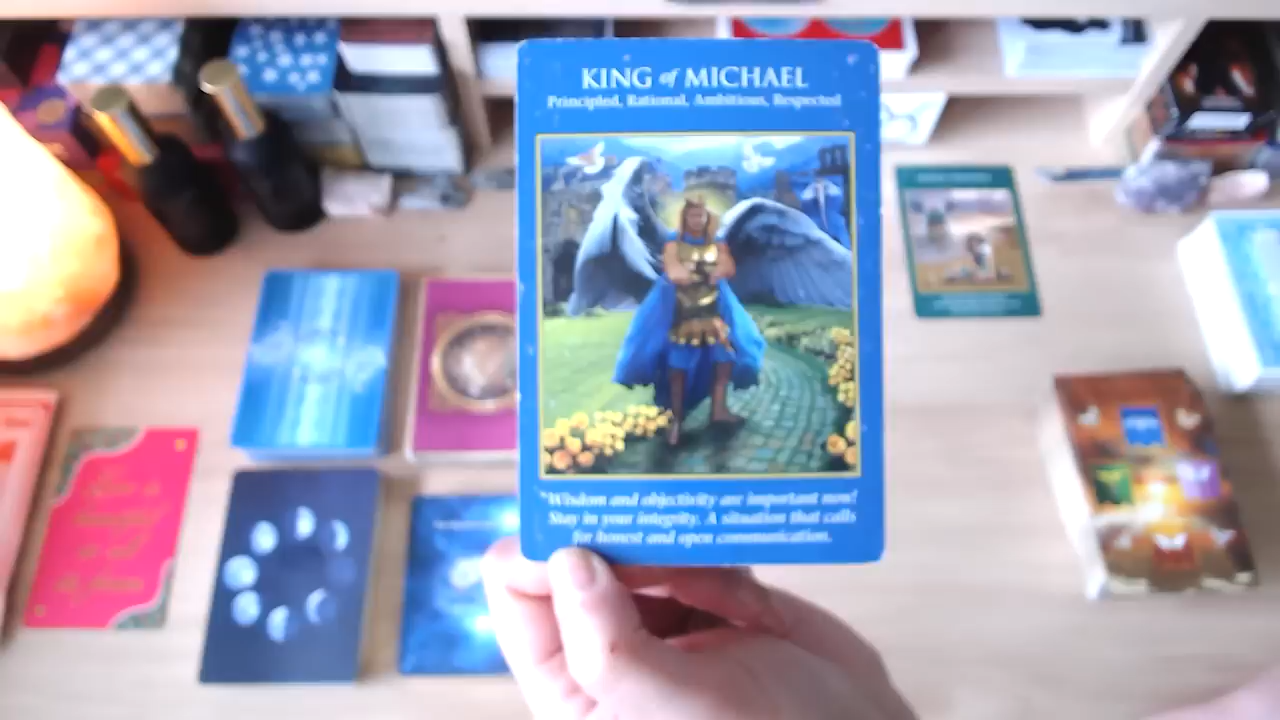 KING of MICHAEL
Principled, Rational, Ambitious, Respected
"Wisdom and objectivity are important now!
Stay in your integrity. A situation that calls
for honest and open communication.